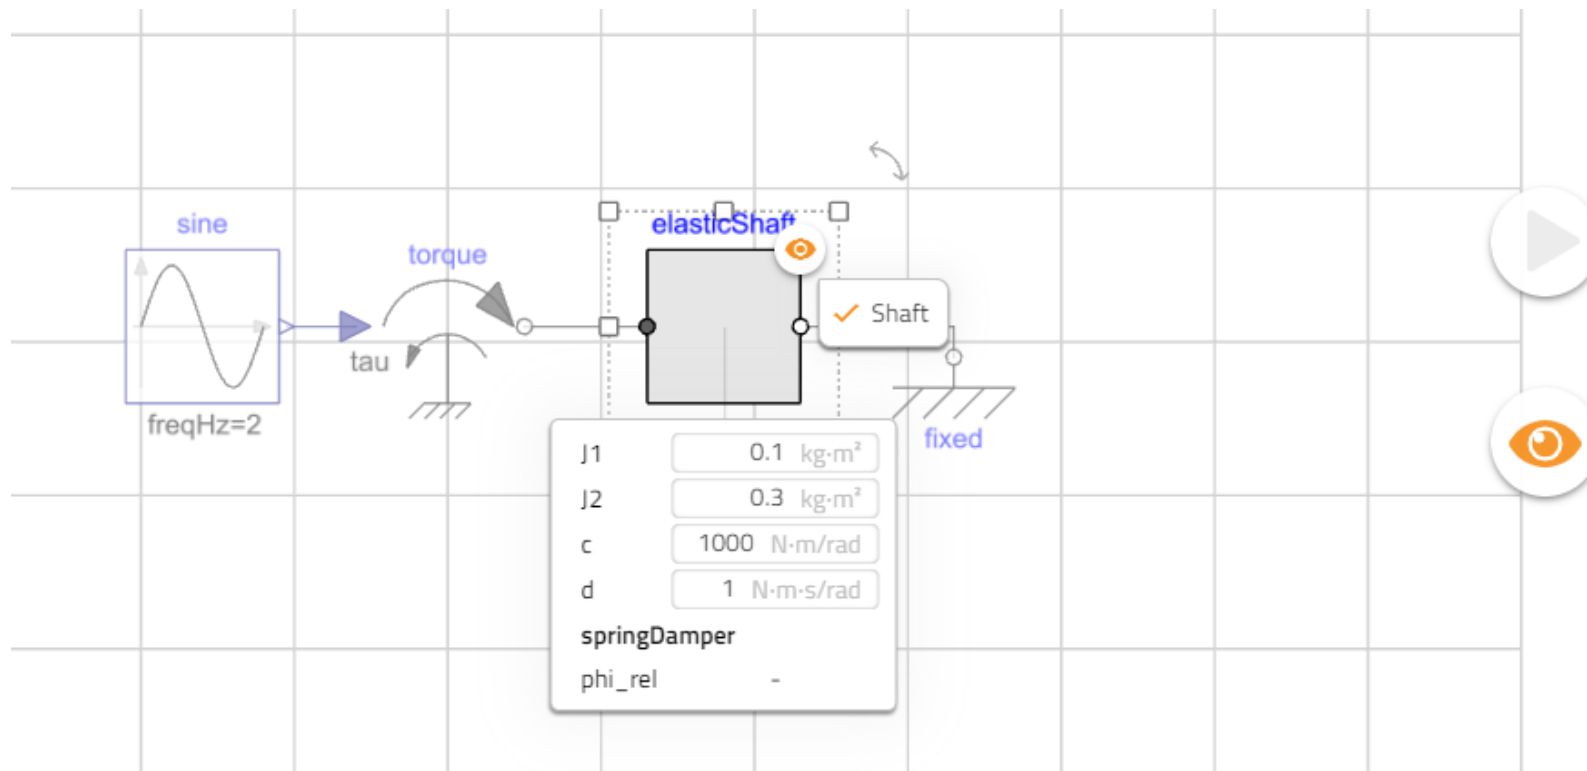 sine
elasticShaft
torque
Shaft
tau
freqHz=2
fixed
J1 0.1 kg·m²
J2 0.3 kg·m²
c 1000 N·m/rad
d 1 N·m·s/rad
springDamper
phi_rel -